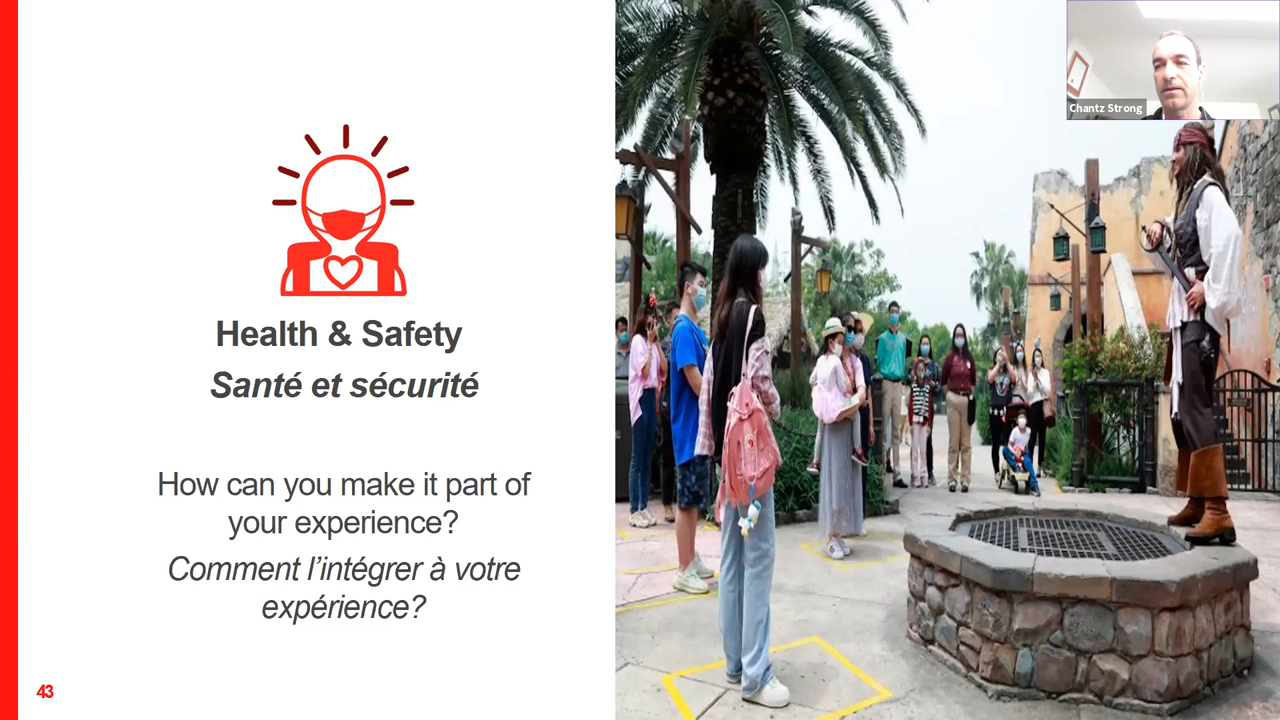 Health & Safety
Santé et sécurité
How can you make it part of
your experience?
Comment l'intégrer à votre
expérience?
43
Chantz Strong